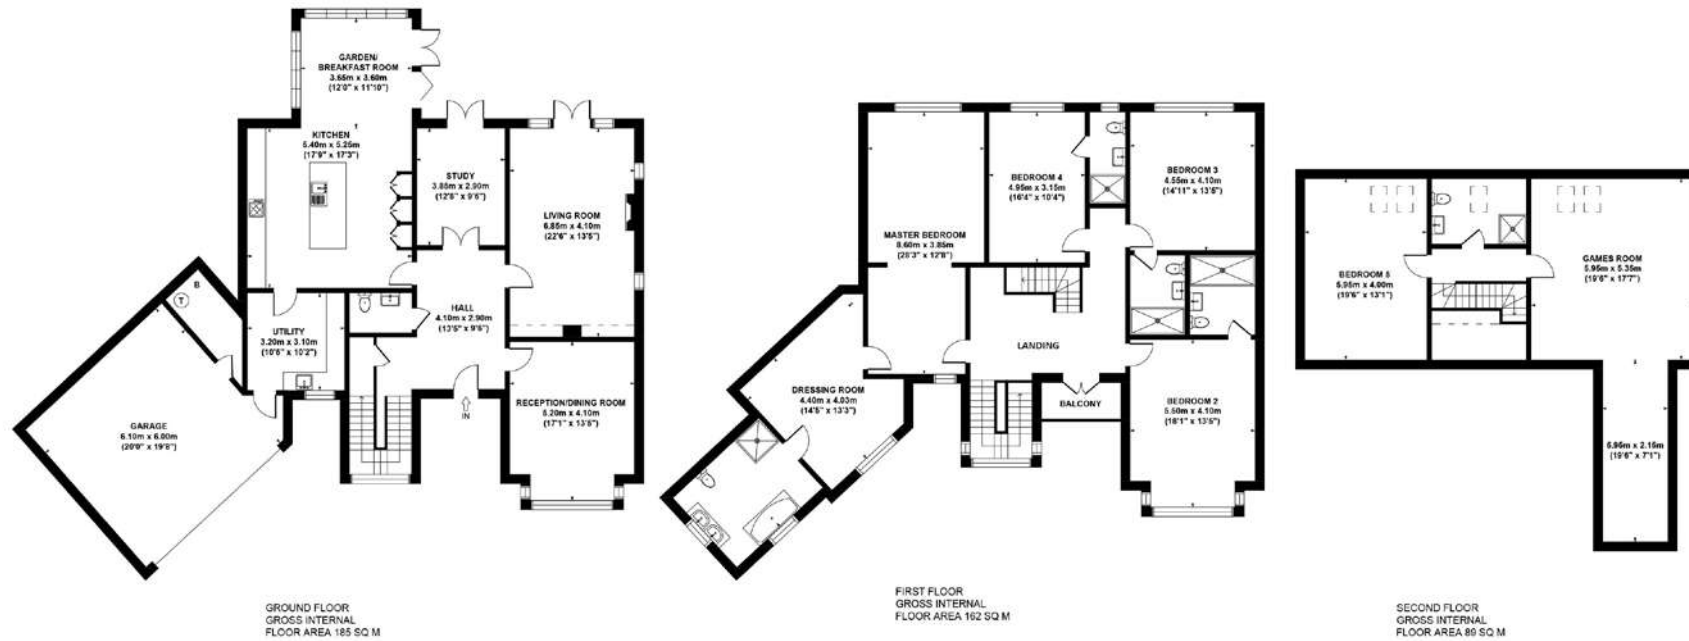 GARDEN/
BREAKFAST ROOM
3.65m x 3.60m
(12'0" x 11'10")
KITCHEN
5.40m x 5.25m
(17'9" x 17'3")
STUDY
3.85m x 2.90m
(12'8" x 9'6")
LIVING ROOM
6.85m x 4.10m
(22'6" x 13'5")
B
T
HALL
4.10m x 2.90m
(13'5" x 9'6")
UTILITY
3.20m x 3.10m
(10'6" x 10'2")
GARAGE
6.10m x 6.00m
(20'0" x 19'8")
IN
RECEPTION/DINING ROOM
5.20m x 4.10m
(17'1" x 13'5")
GROUND FLOOR
GROSS INTERNAL
FLOOR AREA 185 SQ M
MASTER BEDROOM
8.60m x 3.85m
(28'3" x 12'8")
BEDROOM 4
4.95m x 3.15m
(16'4" x 10'4")
BEDROOM 3
4.55m x 4.10m
(14'11" x 13'5")
LANDING
DRESSING ROOM
4.40m x 4.03m
(14'5" x 13'3")
BALCONY
BEDROOM 2
5.50m x 4.10m
(18'1" x 13'5")
FIRST FLOOR
GROSS INTERNAL
FLOOR AREA 162 SQ M
BEDROOM 5
5.95m x 4.00m
(19'6" x 13'1")
GAMES ROOM
5.95m x 5.35m
(19'6" x 17'7")
5.95m x 2.15m
(19'6" x 7'1")
SECOND FLOOR
GROSS INTERNAL
FLOOR AREA 89 SQ M